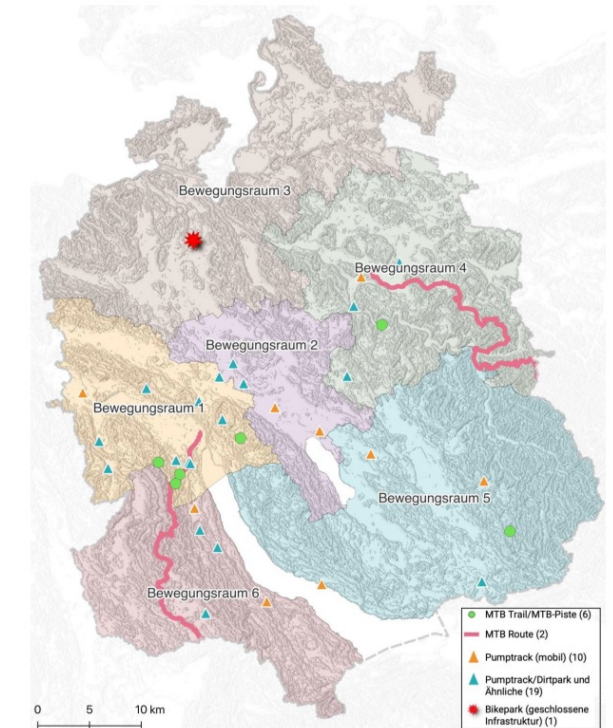 Bewegungsraum 3
Bewegungsraum 4
Bewegungsraum 2
Bewegungsraum 1
Bewegungsraum 5
Bewegungsraum 6
MTB Trail/MTB-Piste (6)
MTB Route (2)
Pumptrack (mobil) (10)
Pumptrack/Dirtpark und
Ähnliche (19)
Bikepark (geschlossene
Infrastruktur) (1)
0 5 10 km